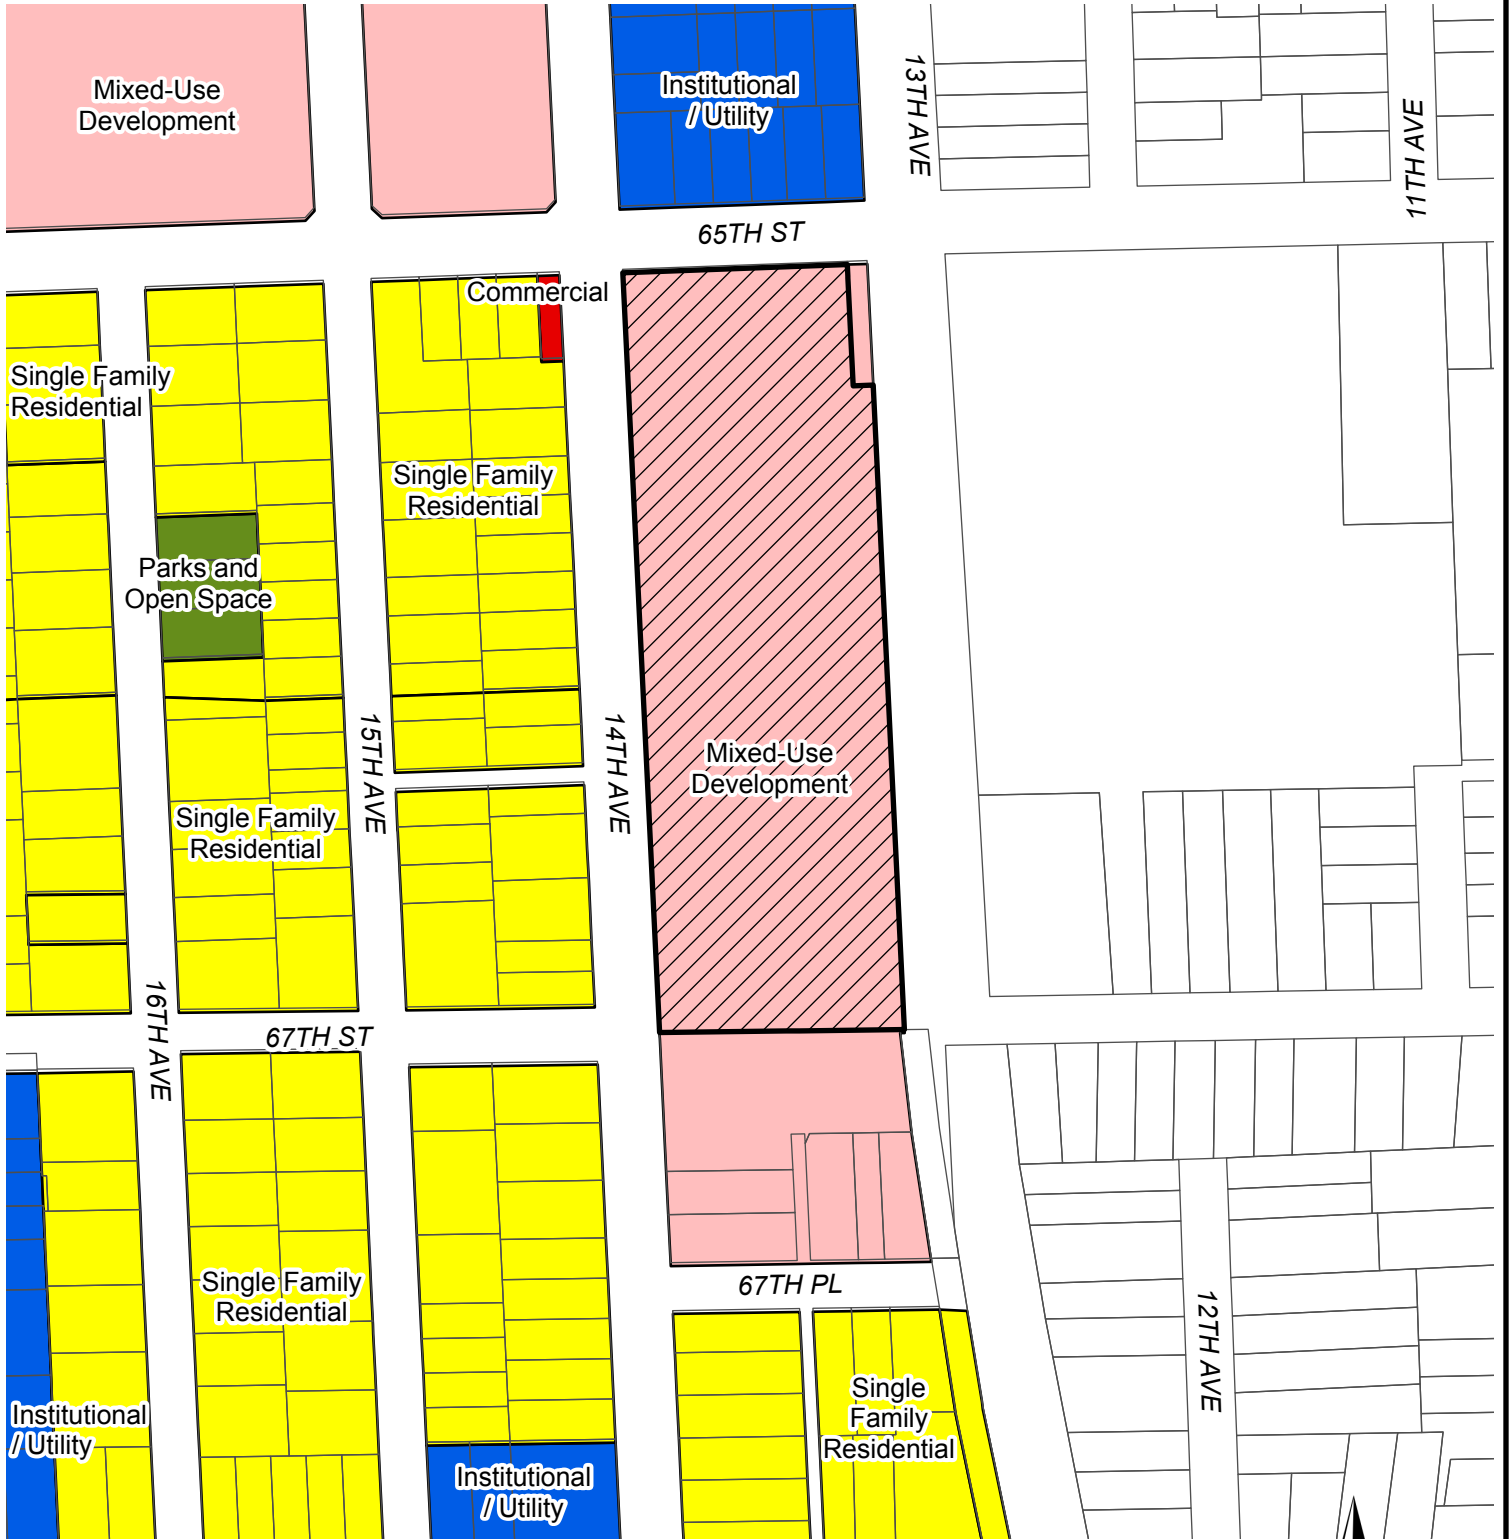 Mixed-Use
Development
Institutional
/ Utility
13TH AVE
11TH AVE
65TH ST
Commercial
Single Family
Residential
Single Family
Residential
Parks and
Open Space
15TH AVE
14TH AVE
Mixed-Use
Development
Single Family
Residential
16TH AVE
67TH ST
Single Family
Residential
67TH PL
12TH AVE
Single
Family
Residential
Institutional
/ Utility
Institutional
/ Utility